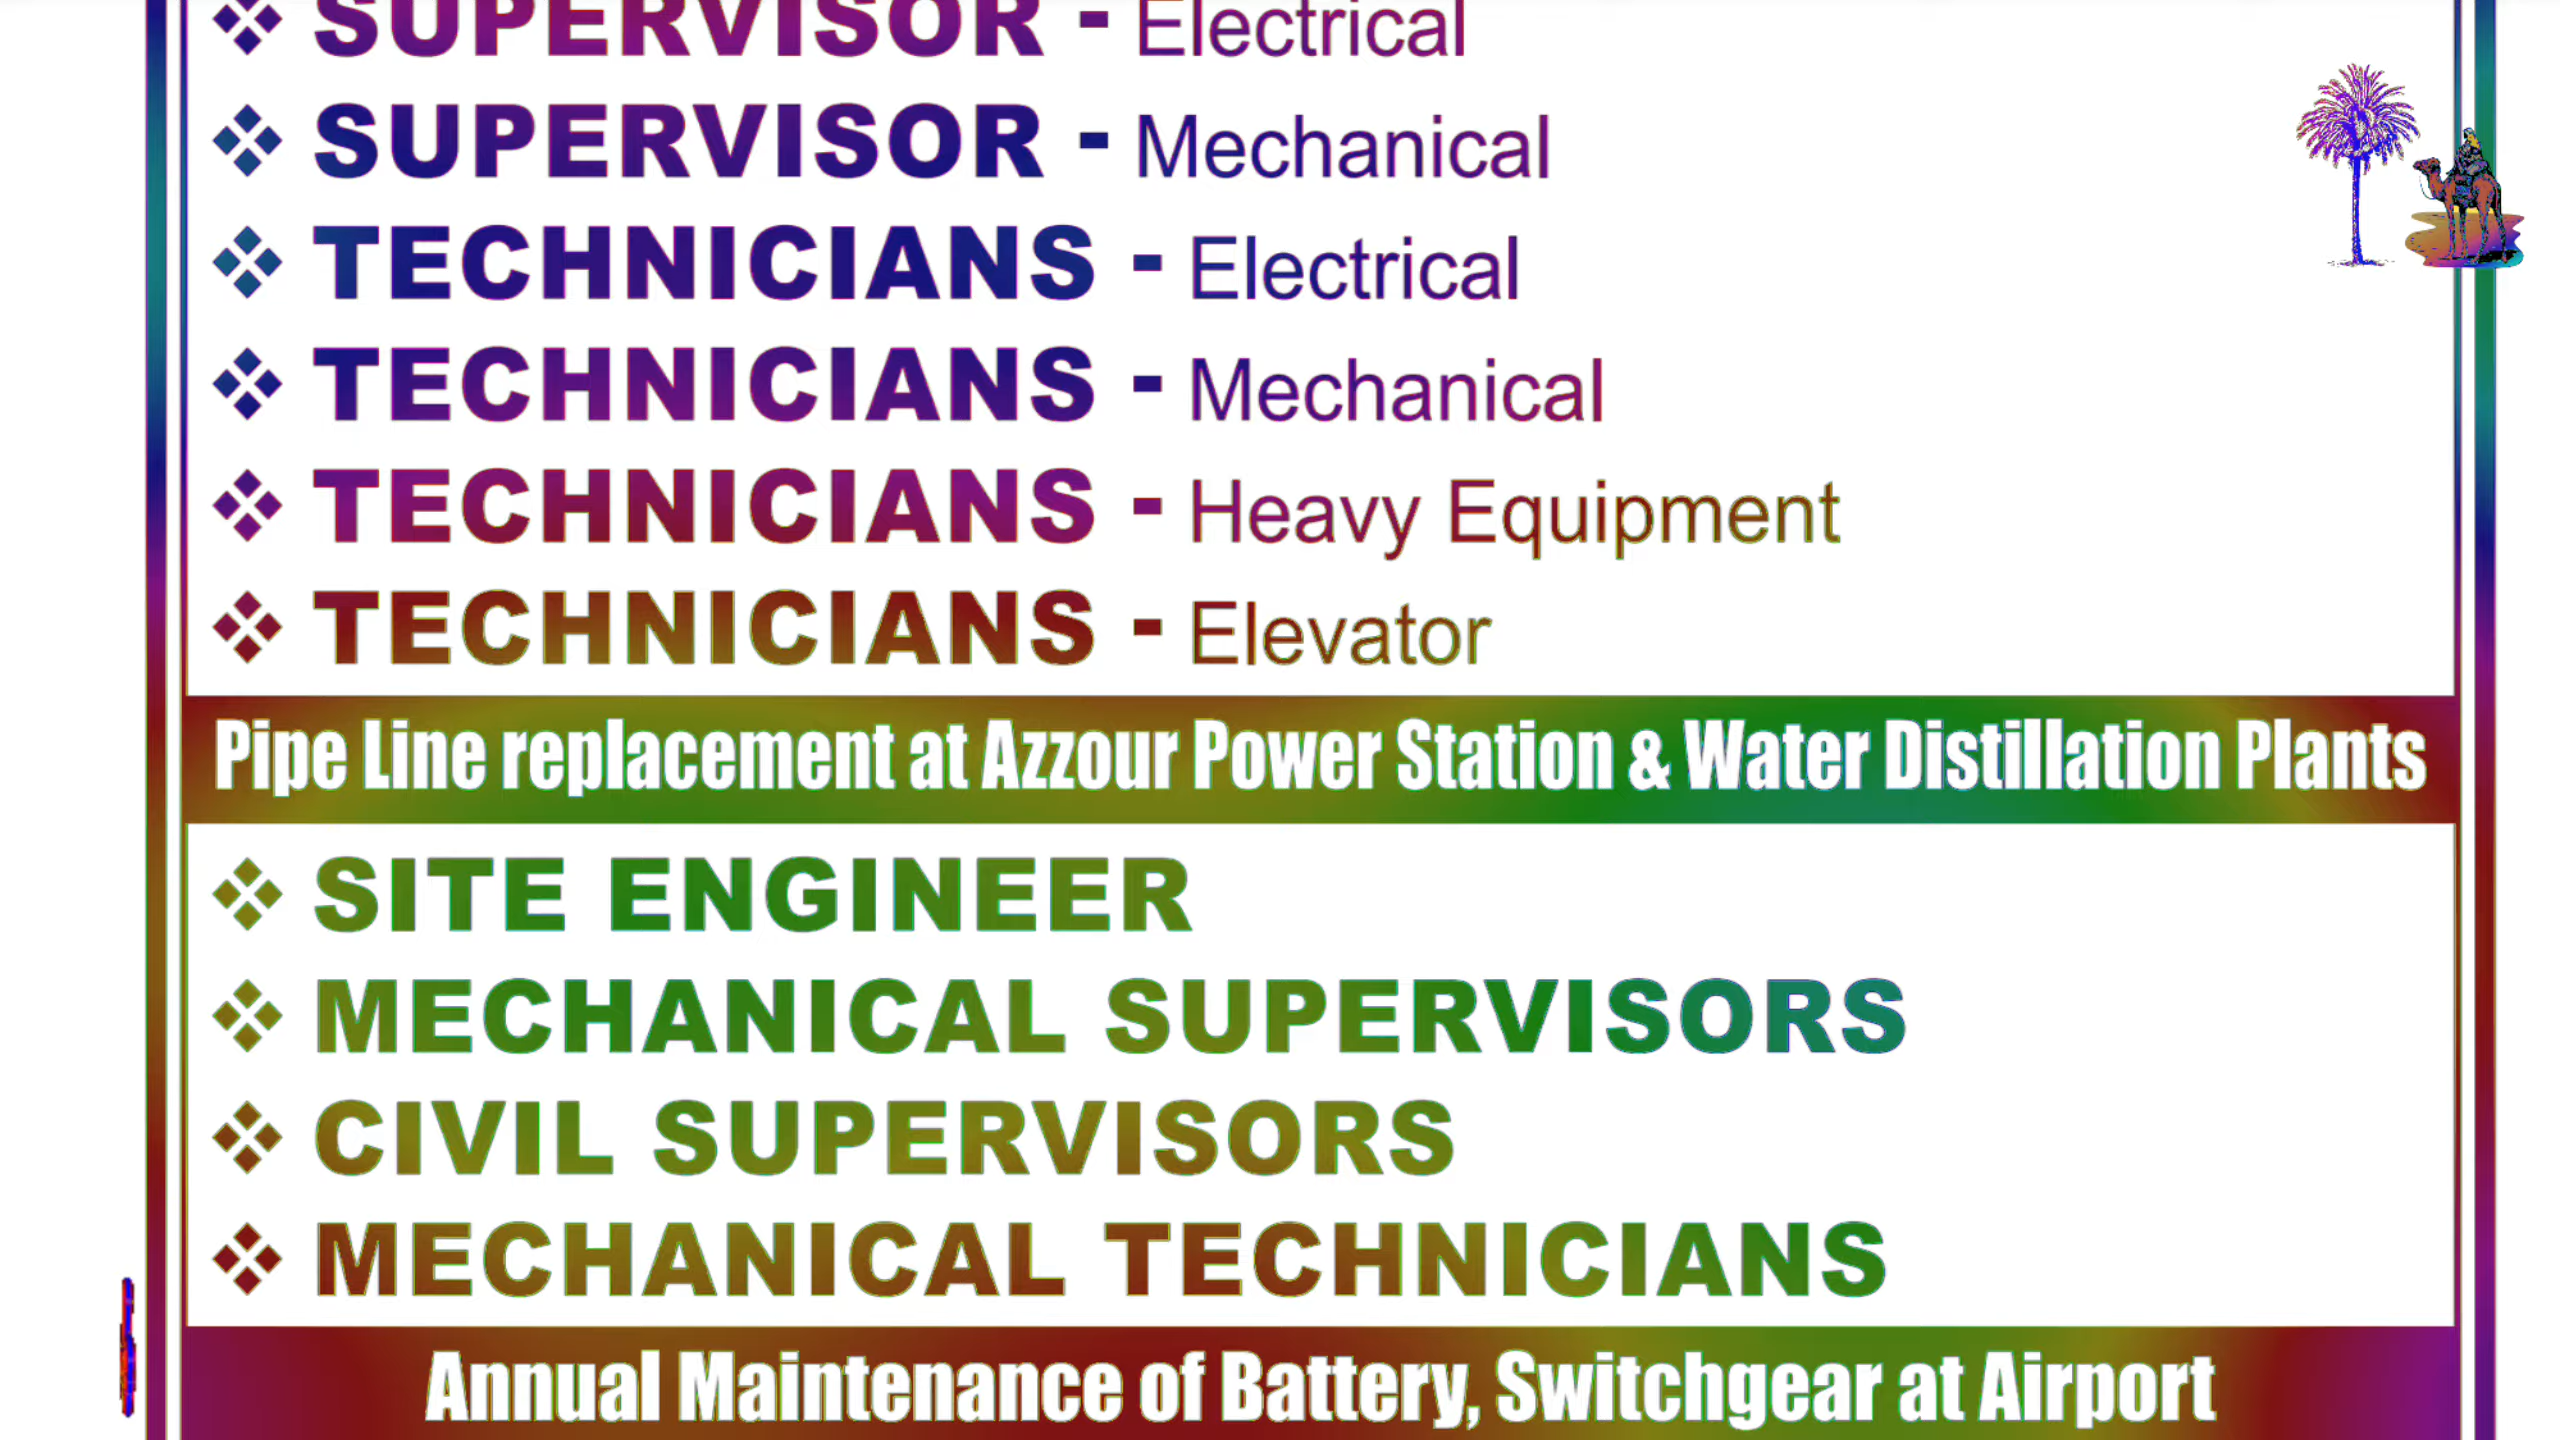 SUPERVISOR - Electrical
SUPERVISOR - Mechanical
TECHNICIANS - Electrical
TECHNICIANS - Mechanical
TECHNICIANS - Heavy Equipment
TECHNICIANS - Elevator
Pipe Line replacement at Azzour Power Station & Water Distillation Plants
SITE ENGINEER
MECHANICAL SUPERVISORS
CIVIL SUPERVISORS
MECHANICAL TECHNICIANS
Annual Maintenance of Battery, Switchgear at Airport